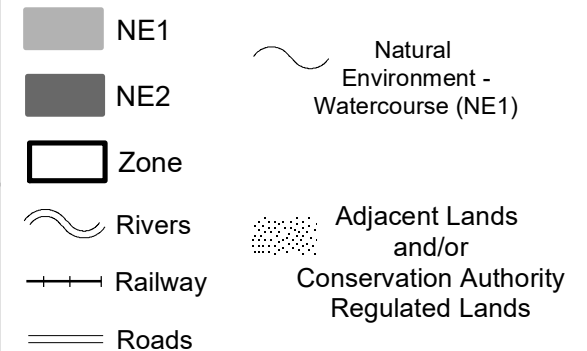 NE1
NE2
Zone
Rivers
Railway
Roads
Natural
Environment -
Watercourse (NE1)
Adjacent Lands
and/or
Conservation Authority
Regulated Lands